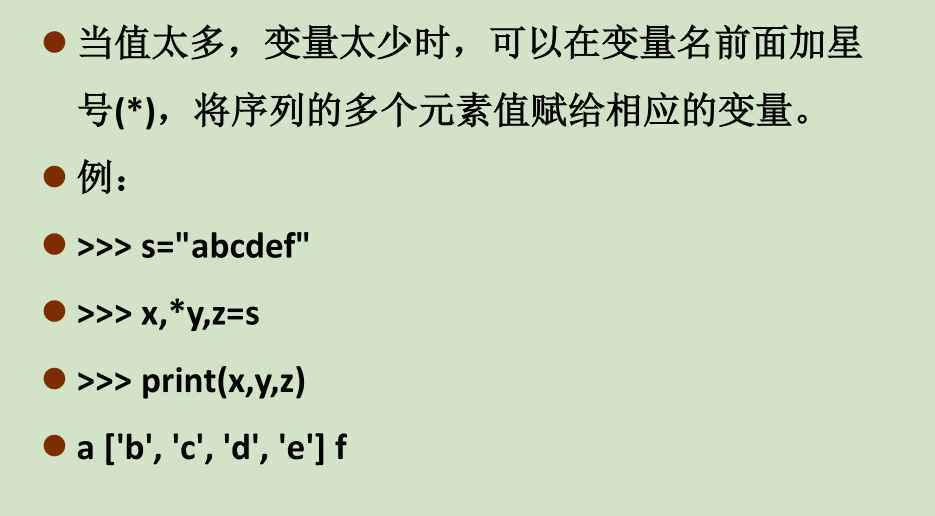 当值太多，变量太少时，可以在变量名前面加星
号(*)，将序列的多个元素值赋给相应的变量。
例：
>>> s="abcdef"
>>> x,*y,z=s
>>> print(x,y,z)
a ['b', 'c', 'd', 'e'] f